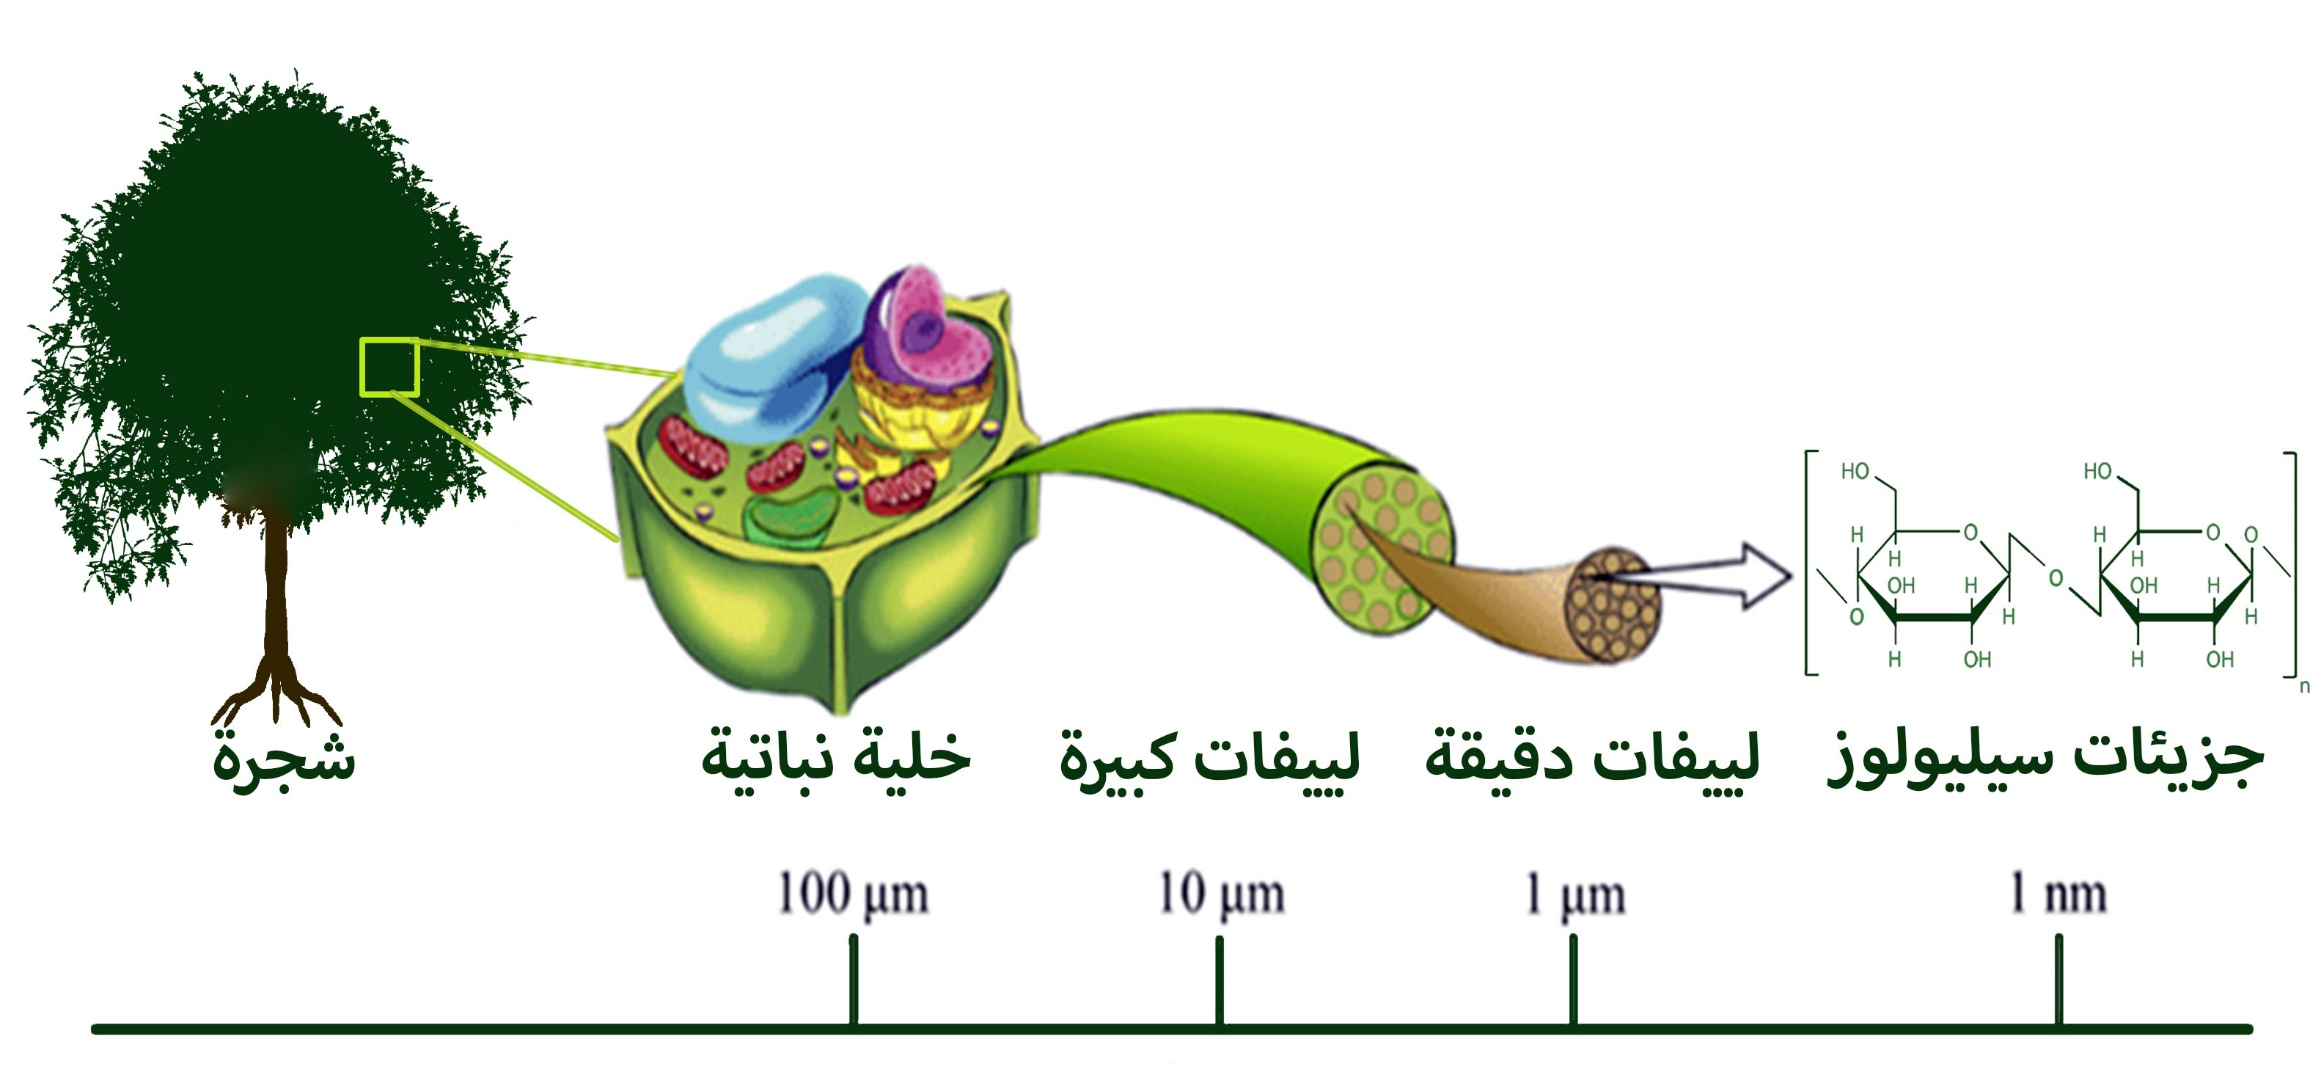 HO
HO
H
O
H
O
O
H
H
OH
H
O
OH
H
O
H
H
H
OH
H
OH
n
شجرة
خلية نباتية
لييفات كبيرة
لييفات دقيقة
جزيئات سيليولوز
100 µm
10 µm
1 µm
1 nm